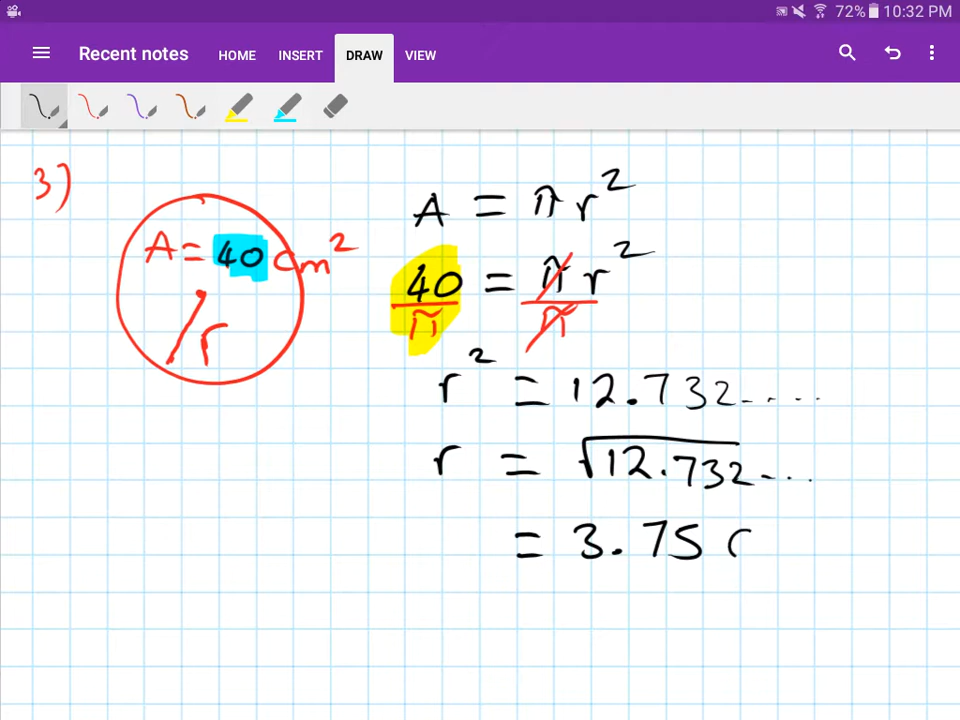 72% 10:32 PM
Recent notes HOME INSERT DRAW VIEW
3)
A = 40 cm²
r
A = πr²
40/π = πr²/π
r² = 12.732.....
r = √12.732...
= 3.75 c